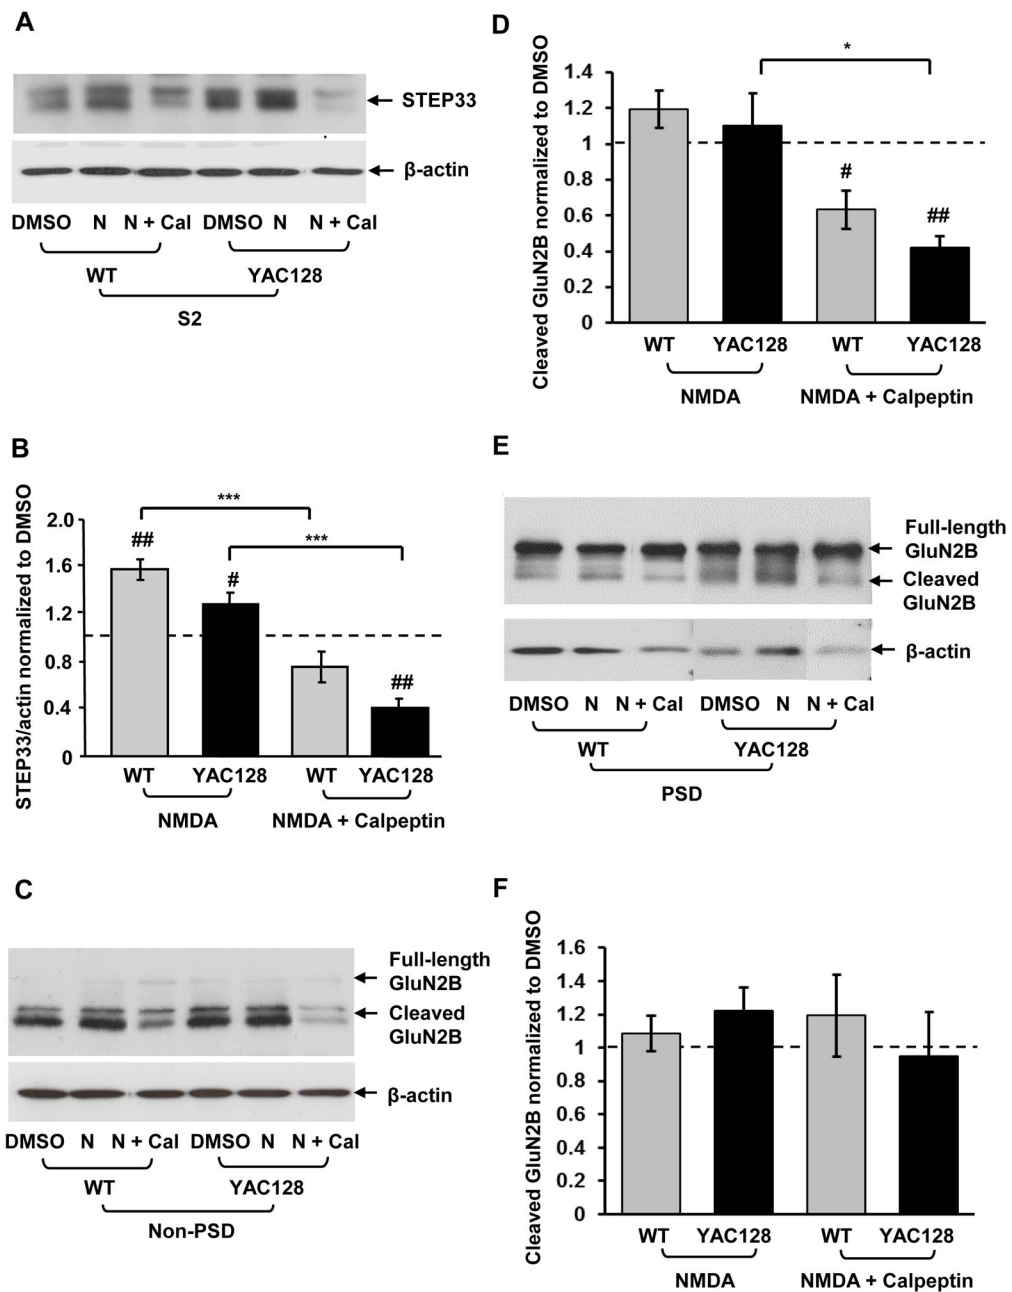 A
STEP33
β-actin
DMSO N N + Cal DMSO N N + Cal
WT YAC128
S2
B
STEP33/actin normalized to DMSO
2.0
1.6
1.2
0.8
0.4
0
***
***
##
#
##
WT YAC128 WT YAC128
NMDA NMDA + Calpeptin
C
Full-length
GluN2B
Cleaved
GluN2B
β-actin
DMSO N N + Cal DMSO N N + Cal
WT YAC128
Non-PSD
D
Cleaved GluN2B normalized to DMSO
1.4
1.2
1
0.8
0.6
0.4
0.2
0
*
#
##
WT YAC128 WT YAC128
NMDA NMDA + Calpeptin
E
Full-length
GluN2B
Cleaved
GluN2B
β-actin
DMSO N N + Cal DMSO N N + Cal
WT YAC128
PSD
F
Cleaved GluN2B normalized to DMSO
1.6
1.4
1.2
1
0.8
0.6
0.4
0.2
0
WT YAC128 WT YAC128
NMDA NMDA + Calpeptin